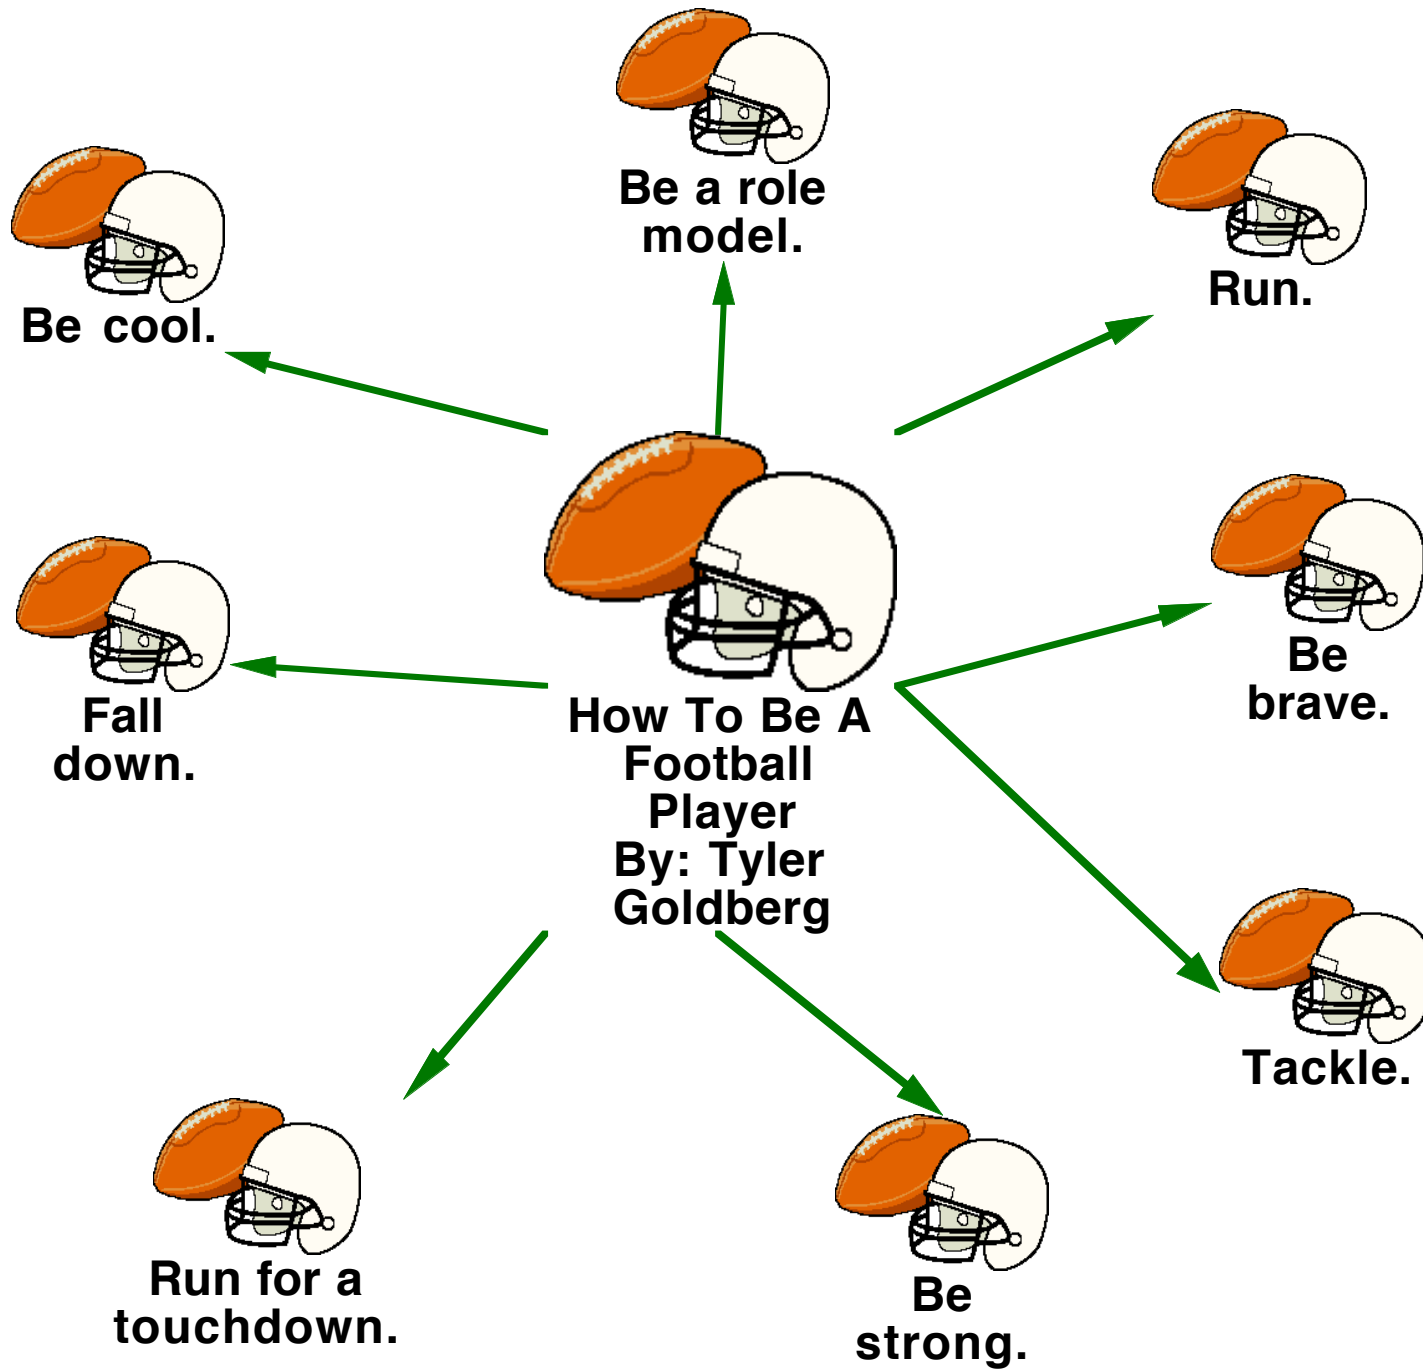 Be a role
model.
Run.
Be cool.
Be
brave.
Fall
down.
How To Be A
Football
Player
By: Tyler
Goldberg
Tackle.
Run for a
touchdown.
Be
strong.